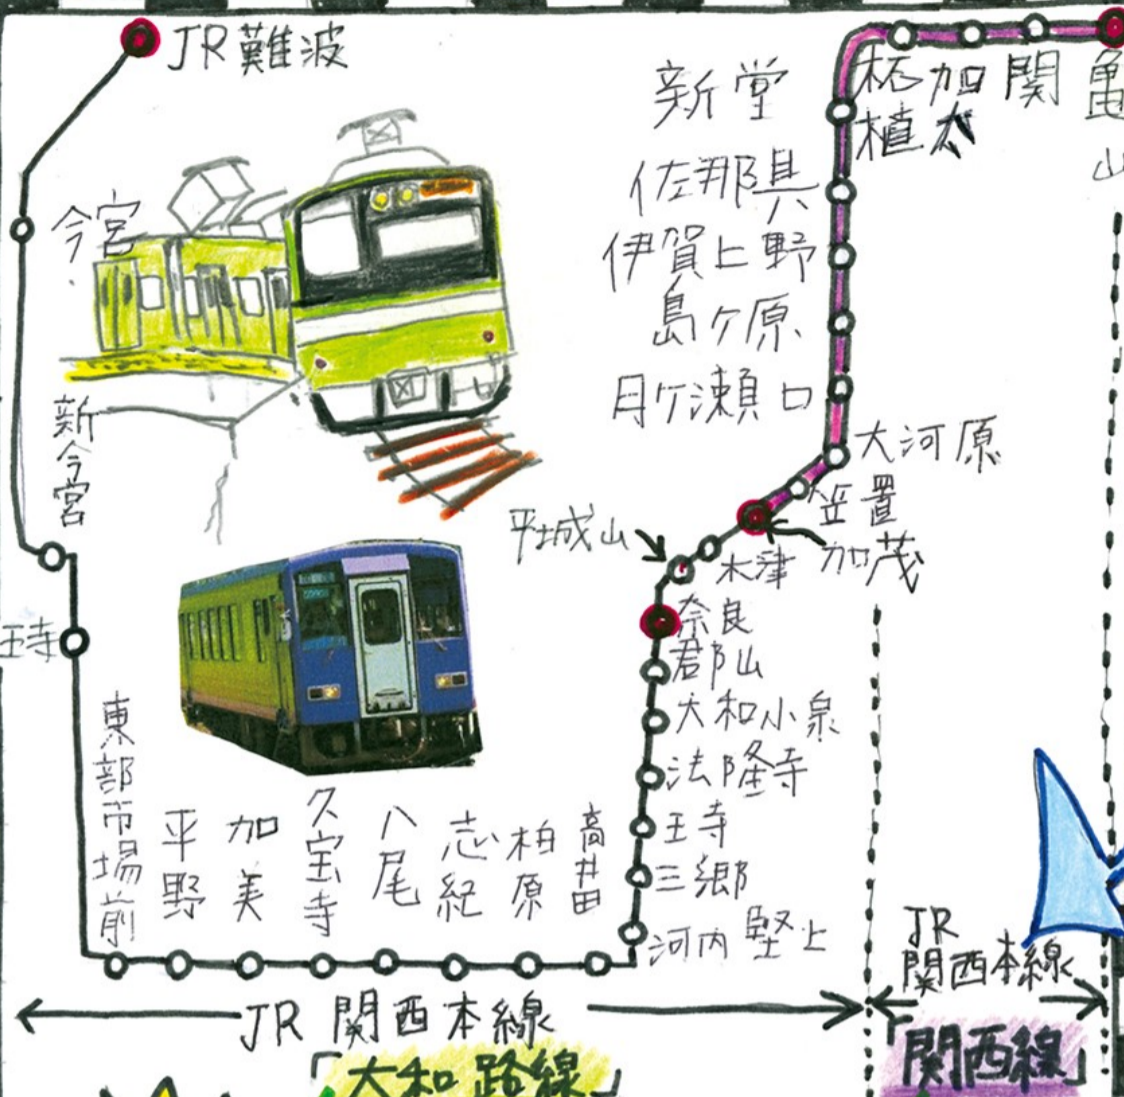 JR難波
今宮
新今宮
王寺
東部市場前
平野
加美
久宝寺
八尾
志紀
柏原
高井田
河内堅上
三郷
王寺
法隆寺
大和小泉
郡山
奈良
平城山
木津
加茂
笠置
大河原
月ヶ瀬口
島ヶ原
伊賀上野
佐那具
新堂
柘植
加太
関
亀山
JR関西本線
「大和路線」
JR
関西本線
「関西線」